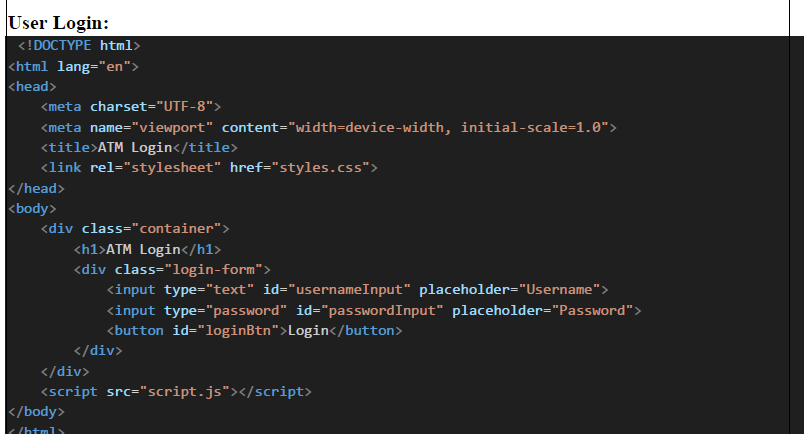 User Login:
<!DOCTYPE html>
<html lang="en">
<head>
    <meta charset="UTF-8">
    <meta name="viewport" content="width=device-width, initial-scale=1.0">
    <title>ATM Login</title>
    <link rel="stylesheet" href="styles.css">
</head>
<body>
    <div class="container">
        <h1>ATM Login</h1>
        <div class="login-form">
            <input type="text" id="usernameInput" placeholder="Username">
            <input type="password" id="passwordInput" placeholder="Password">
            <button id="loginBtn">Login</button>
        </div>
    </div>
    <script src="script.js"></script>
</body>
</html>